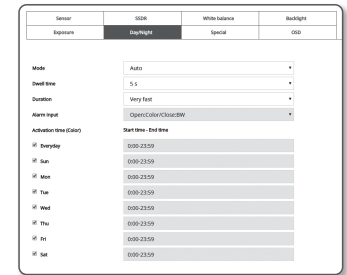 Sensor SSDR White balance Backlight
Exposure Day/Night Special OSD
Mode Auto
Dwell time 5 s
Duration Very fast
Alarm input Open:Color/Close:BW
Activation time (Color) Start time - End time
Everyday 0:00-23:59
Sun 0:00-23:59
Mon 0:00-23:59
Tue 0:00-23:59
Wed 0:00-23:59
Thu 0:00-23:59
Fri 0:00-23:59
Sat 0:00-23:59